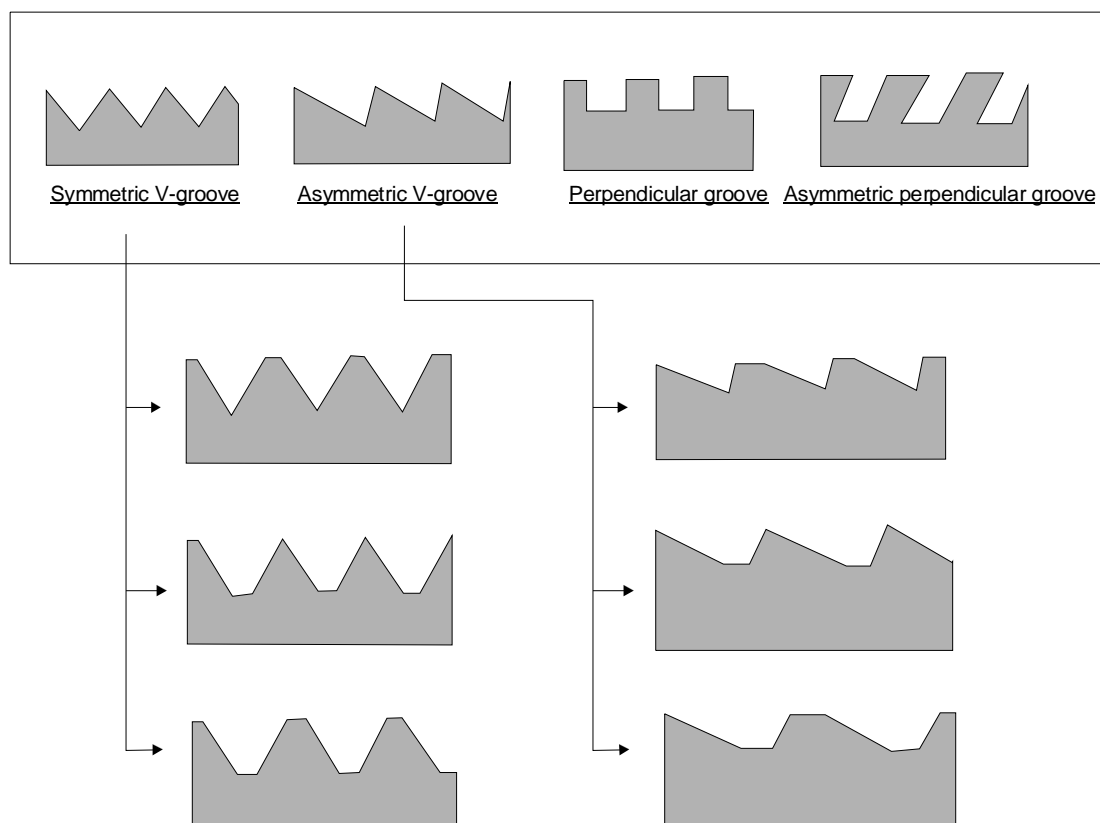 Symmetric V-groove
Asymmetric V-groove
Perpendicular groove
Asymmetric perpendicular groove